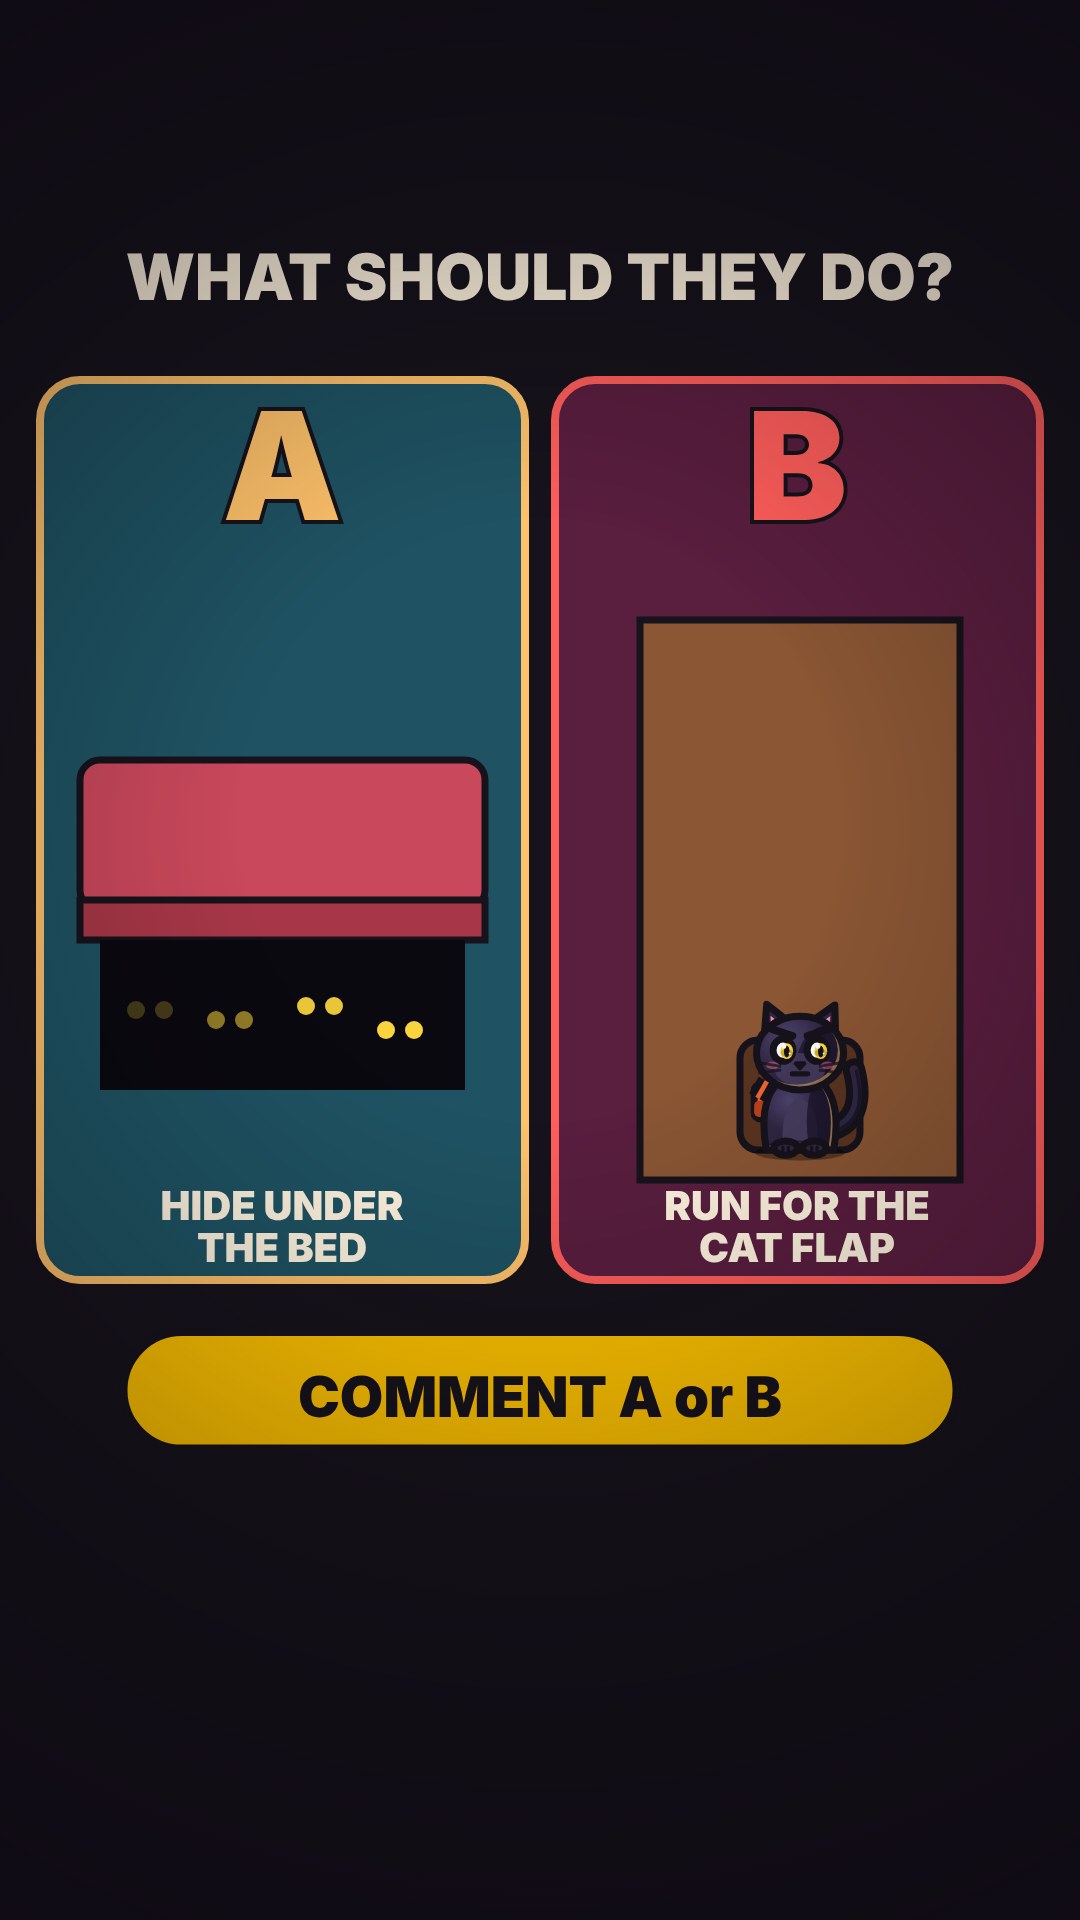 WHAT SHOULD THEY DO?
A
HIDE UNDER
THE BED
B
RUN FOR THE
CAT FLAP
COMMENT A or B